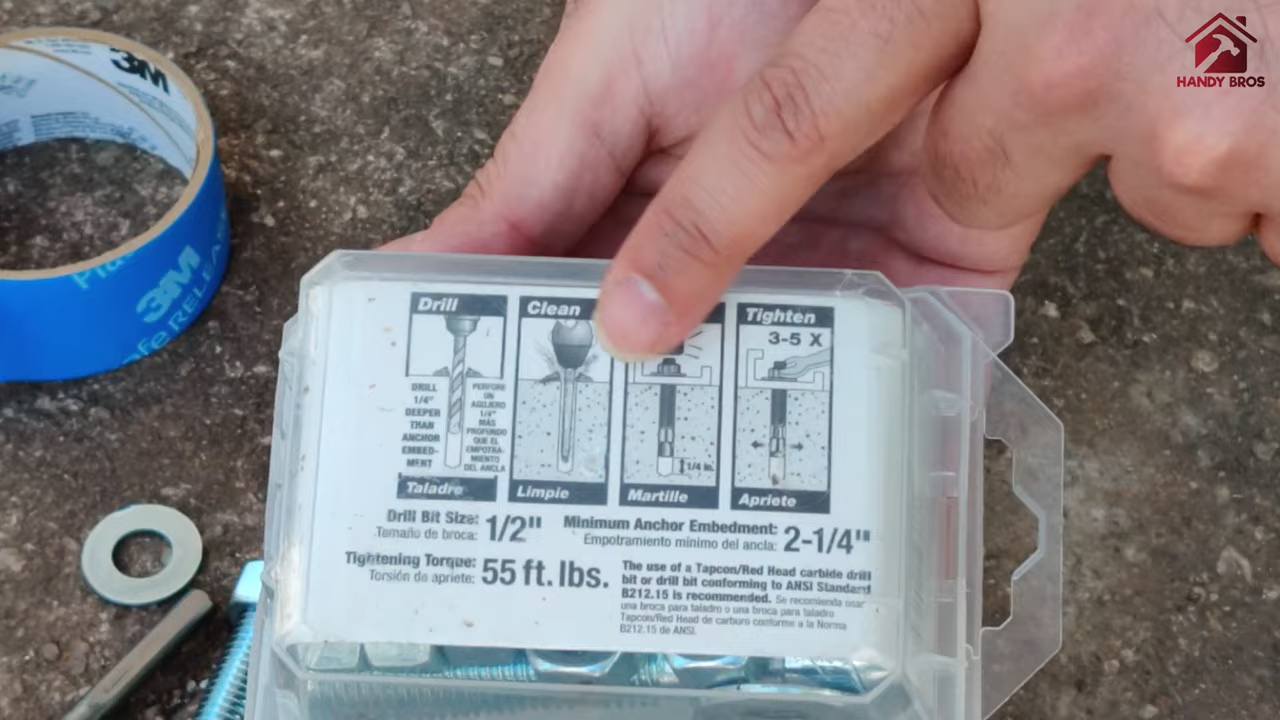 HANDY BROS
3M
3M
Drill
Clean
Tighten
3-5 X
DRILL
1/4"
DEEPER
THAN
ANCHOR
EMBED-
MENT
PERFORE
UN
AGUJERO
1/4"
MÁS
PROFUNDO
QUE EL
EMPOTRA-
MIENTO
DEL ANCLA
1/4 in.
Taladre
Limpie
Martille
Apriete
Drill Bit Size: 1/2"
Tamaño de broca:
Minimum Anchor Embedment: 2-1/4"
Empotramiento mínimo del ancla:
Tightening Torque: 55 ft. lbs.
Torsión de apriete:
The use of a Tapcon/Red Head carbide drill
bit or drill bit conforming to ANSI Standard
B212.15 is recommended. Se recomienda usar
una broca para taladro o una broca para taladro
Tapcon/Red Head de carburo conforme a la Norma
B212.15 de ANSI.